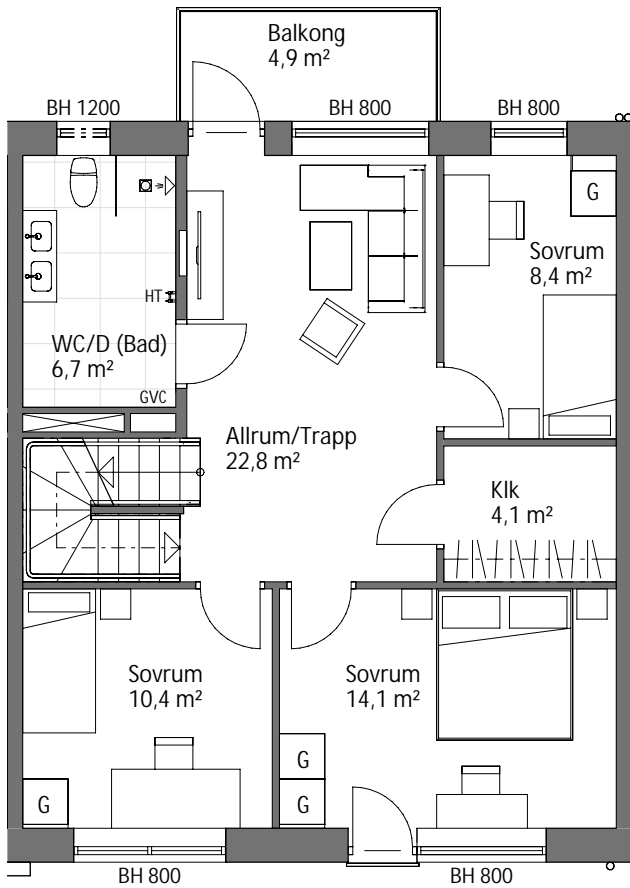 Balkong
4,9 m²
BH 1200
BH 800
BH 800
G
Sovrum
8,4 m²
HT
WC/D (Bad)
6,7 m²
GVC
Allrum/Trapp
22,8 m²
Klk
4,1 m²
Sovrum
10,4 m²
Sovrum
14,1 m²
G
G
G
BH 800
BH 800